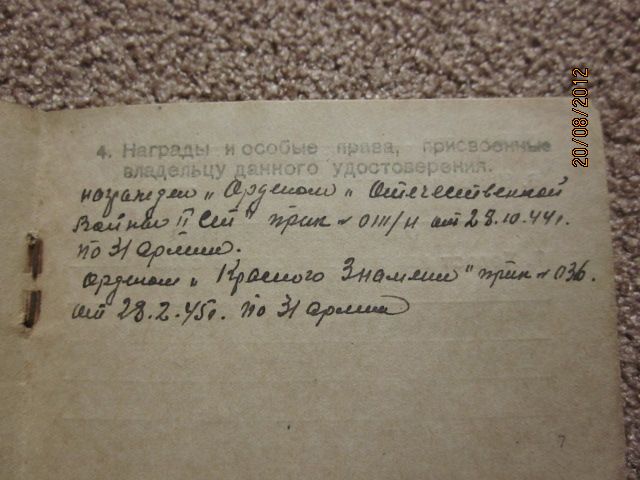 4. Награды и особые права, присвоенные
владельцу данного удостоверения.
награжден „Орденом„ Отечественной
Войны II ст" прик от 28.10.44г.
по 31 армии.
орденом „Красного Знамени" прик № 036.
от 28.2.45г. по 31 армии
7
20/08/2012